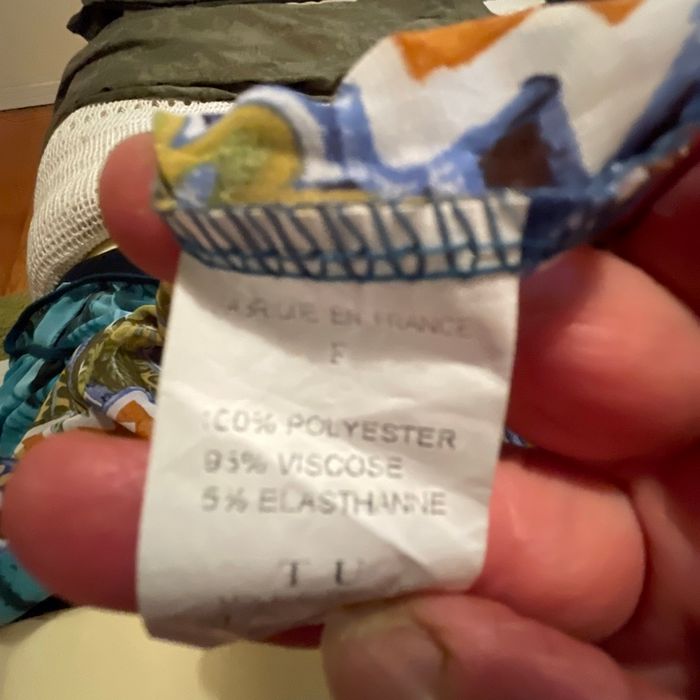 EN FRANCE
F
100% POLYESTER
95% VISCOSE
5% ELASTHANNE
T U